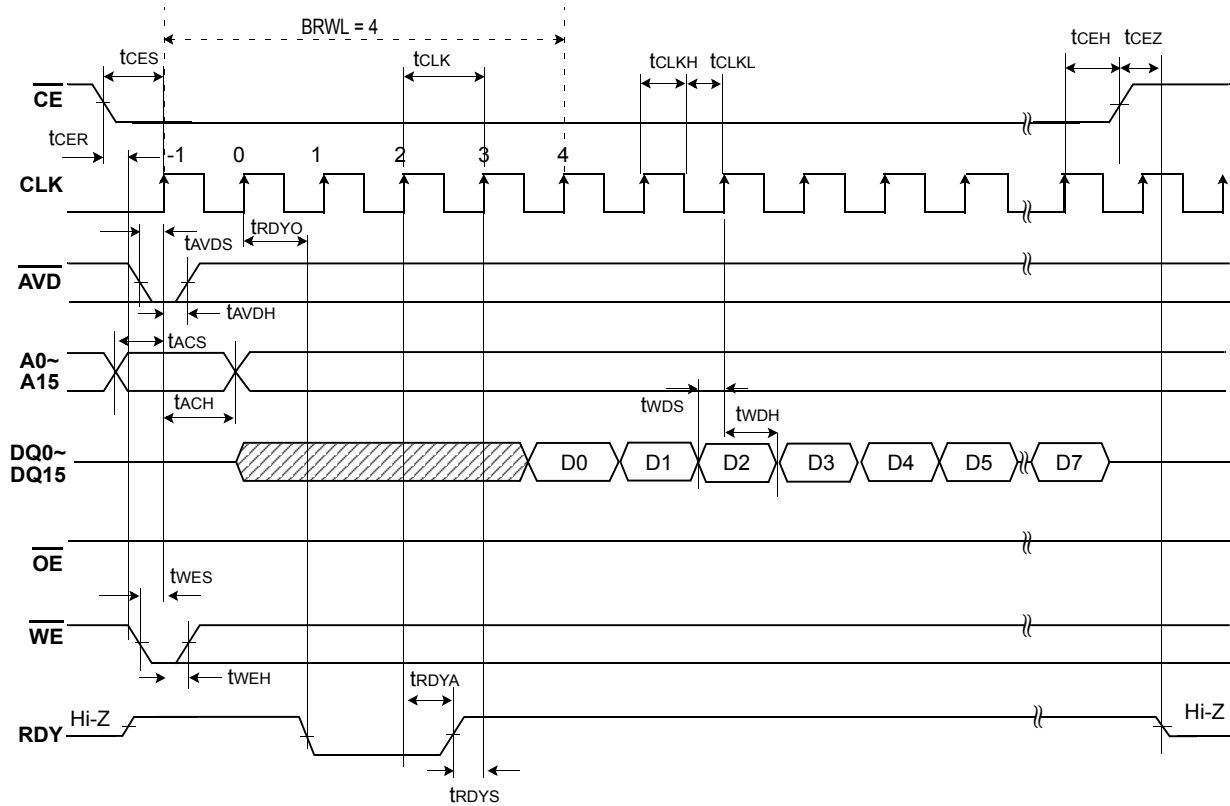 BRWL = 4
tCES
tCLK
tCLKH
tCLKL
tCEH
tCEZ
CE
tCER
-1
0
1
2
3
4
CLK
tRDYO
tAVDS
AVD
tAVDH
tACS
A0~
A15
tACH
tWDS
tWDH
DQ0~
DQ15
D0
D1
D2
D3
D4
D5
D7
OE
tWES
WE
tWEH
tRDYA
Hi-Z
RDY
Hi-Z
tRDYS